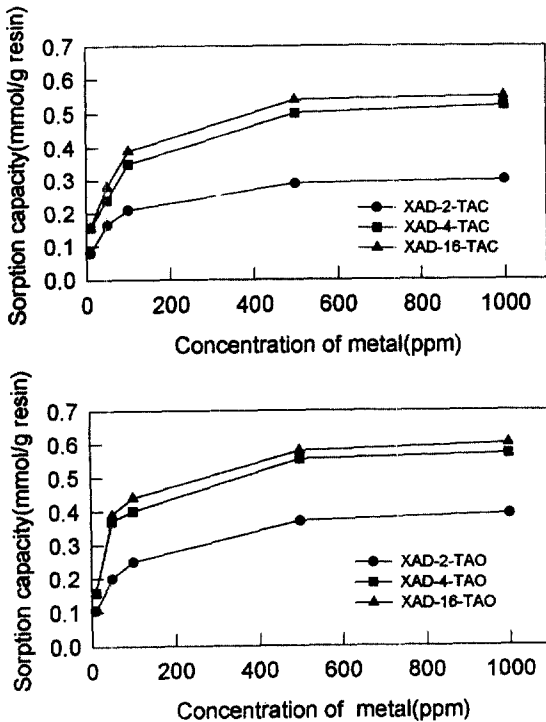 Sorption capacity(mmol/g resin)
0.7
0.6
0.5
0.4
0.3
0.2
0.1
0.0
XAD-2-TAC
XAD-4-TAC
XAD-16-TAC
0 200 400 600 800 1000
Concentration of metal(ppm)
Sorption capacity(mmol/g resin)
0.7
0.6
0.5
0.4
0.3
0.2
0.1
0.0
XAD-2-TAO
XAD-4-TAO
XAD-16-TAO
0 200 400 600 800 1000
Concentration of metal(ppm)